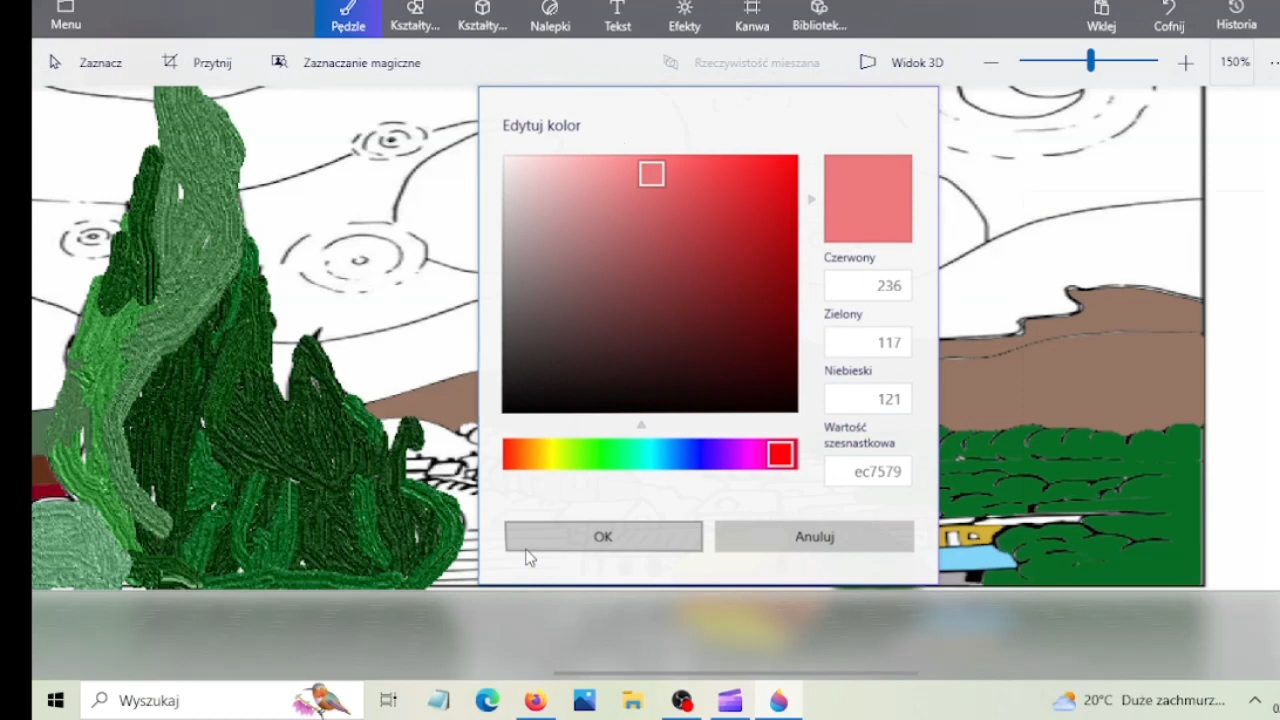 Menu
Pędzle
Kształty...
Kształty...
Nalepki
Tekst
Efekty
Kanwa
Bibliotek...
Wklej
Cofnij
Historia
Zaznacz
Przytnij
Zaznaczanie magiczne
Rzeczywistość mieszana
Widok 3D
150%
Edytuj kolor
Czerwony
236
Zielony
117
Niebieski
121
Wartość
szesnastkowa
ec7579
OK
Anuluj
Wyszukaj
20°C Duże zachmurz...